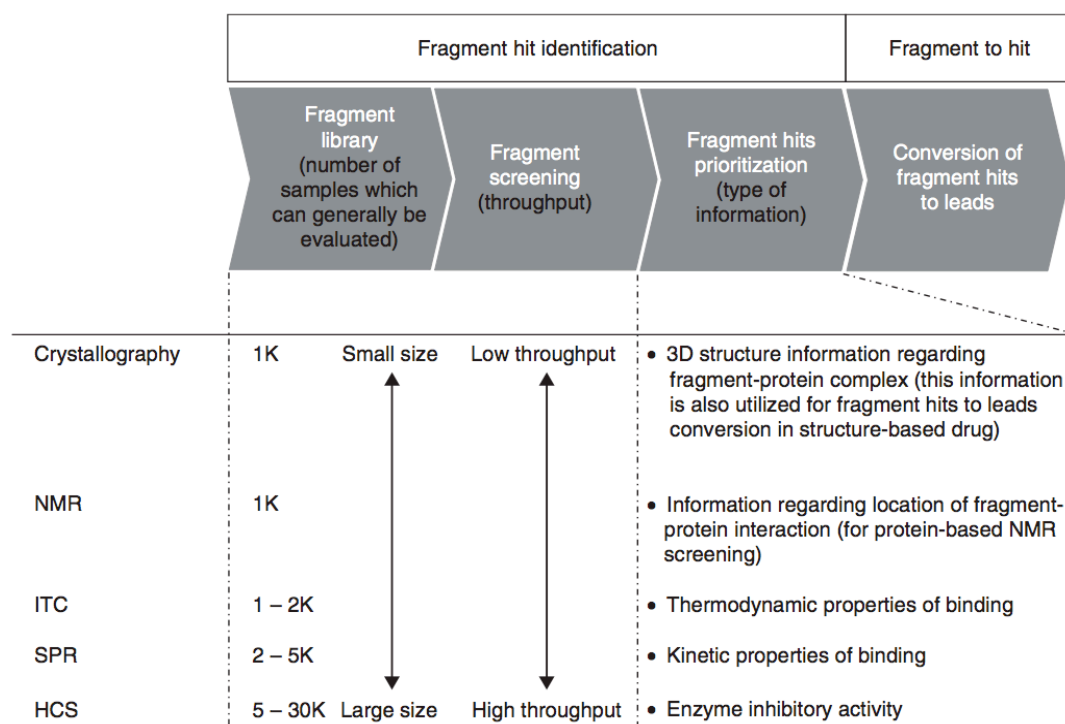 Fragment hit identification
Fragment to hit
Fragment
library
(number of
samples which
can generally be
evaluated)
Fragment
screening
(throughput)
Fragment hits
prioritization
(type of
information)
Conversion of
fragment hits
to leads
Crystallography 1K Small size Low throughput • 3D structure information regarding
fragment-protein complex (this information
is also utilized for fragment hits to leads
conversion in structure-based drug)
NMR 1K • Information regarding location of fragment-
protein interaction (for protein-based NMR
screening)
ITC 1 – 2K • Thermodynamic properties of binding
SPR 2 – 5K • Kinetic properties of binding
HCS 5 – 30K Large size High throughput • Enzyme inhibitory activity